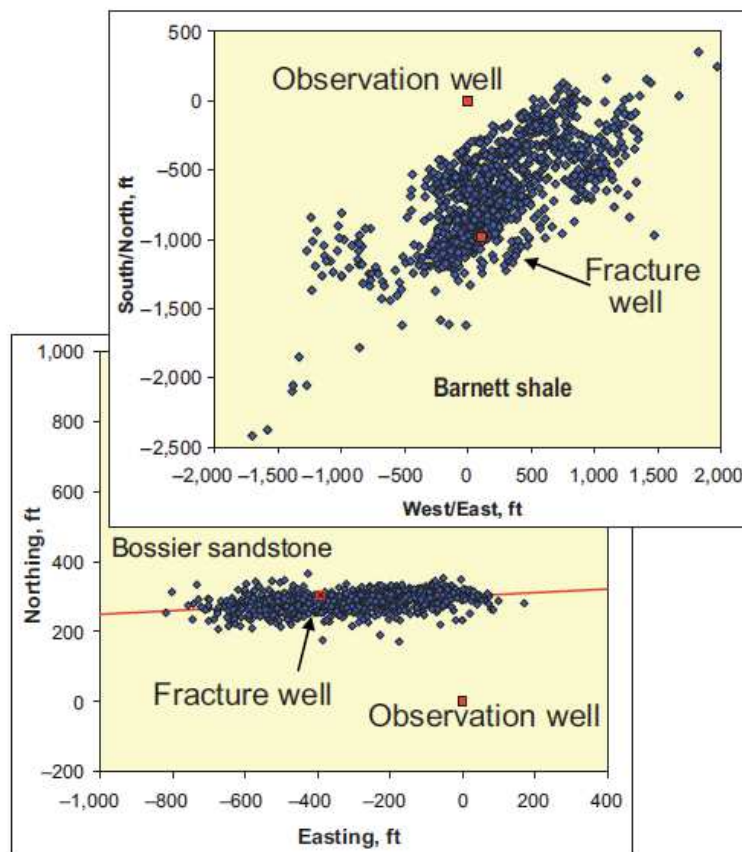 500
0
–500
–1,000
–1,500
–2,000
–2,500
South/North, ft
Observation well
Fracture
well
Barnett shale
–2,000 –1,500 –1,000 –500 0 500 1,000 1,500 2,000
West/East, ft
1,000
800
600
400
200
0
–200
Northing, ft
Bossier sandstone
Fracture well
Observation well
–1,000 –800 –600 –400 –200 0 200 400
Easting, ft